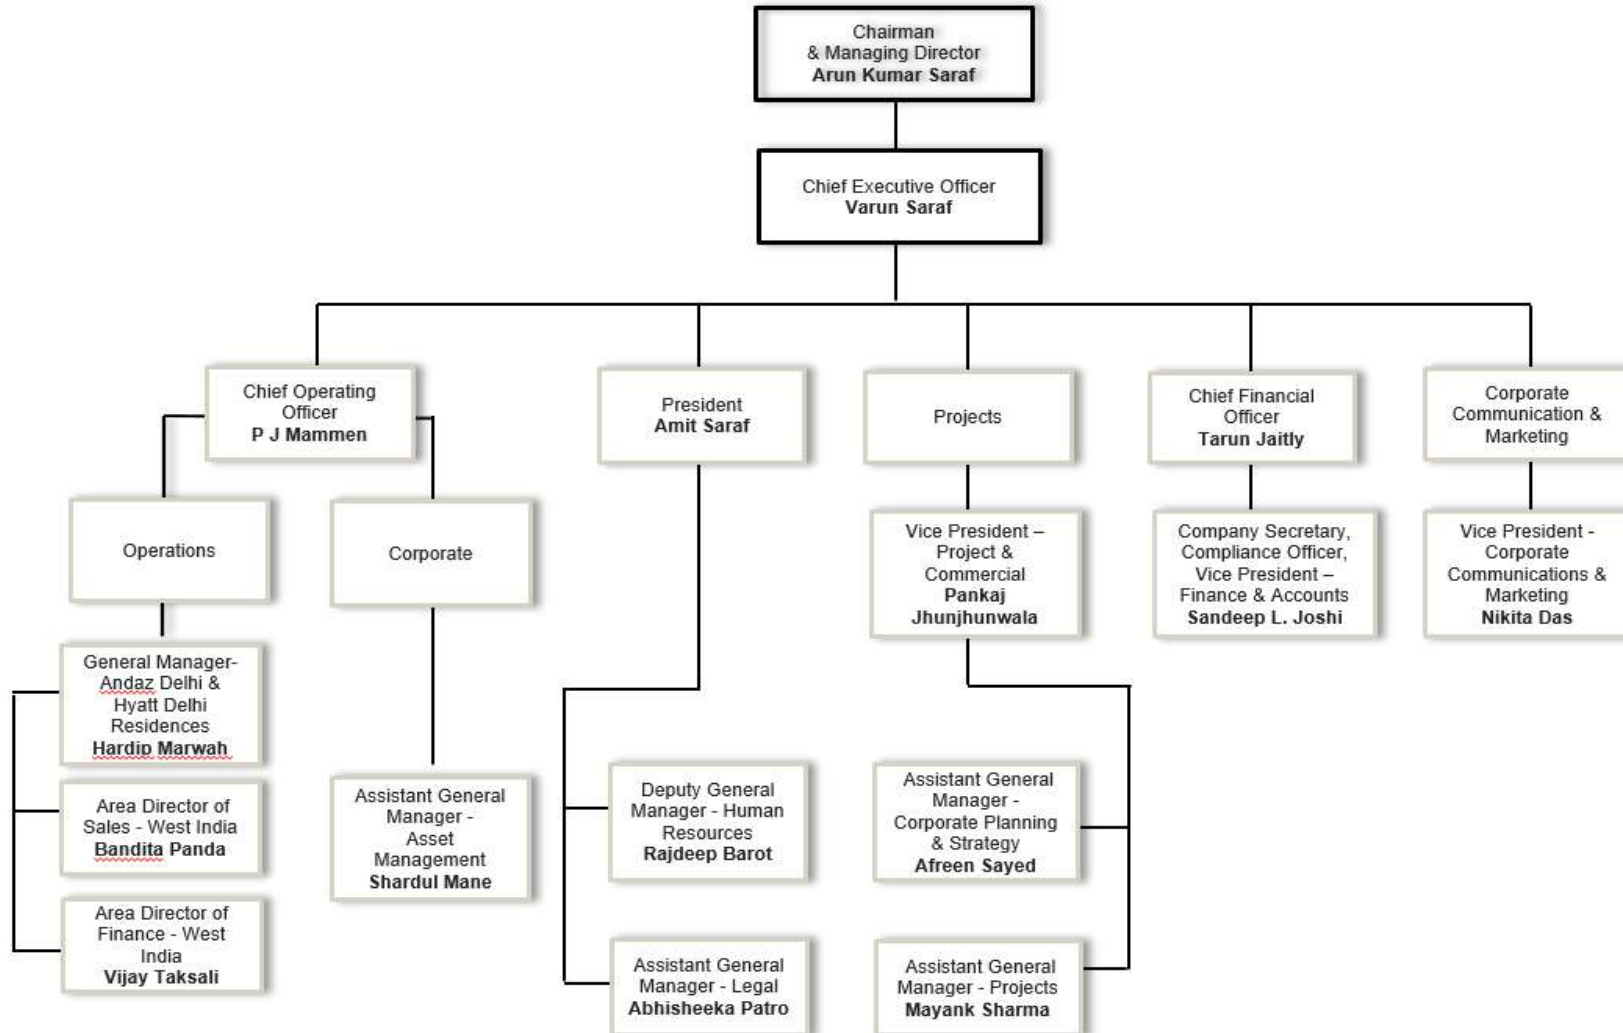 Chairman
& Managing Director
Arun Kumar Saraf
Chief Executive Officer
Varun Saraf
Chief Operating
Officer
P J Mammen
President
Amit Saraf
Projects
Chief Financial
Officer
Tarun Jaitly
Corporate
Communication &
Marketing
Operations
Corporate
Vice President –
Project &
Commercial
Pankaj
Jhunjhunwala
Company Secretary,
Compliance Officer,
Vice President –
Finance & Accounts
Sandeep L. Joshi
Vice President -
Corporate
Communications &
Marketing
Nikita Das
General Manager-
Andaz Delhi &
Hyatt Delhi
Residences
Hardip Marwah
Area Director of
Sales - West India
Bandita Panda
Area Director of
Finance - West
India
Vijay Taksali
Assistant General
Manager -
Asset
Management
Shardul Mane
Deputy General
Manager - Human
Resources
Rajdeep Barot
Assistant General
Manager - Legal
Abhisheeka Patro
Assistant General
Manager -
Corporate Planning
& Strategy
Afreen Sayed
Assistant General
Manager - Projects
Mayank Sharma